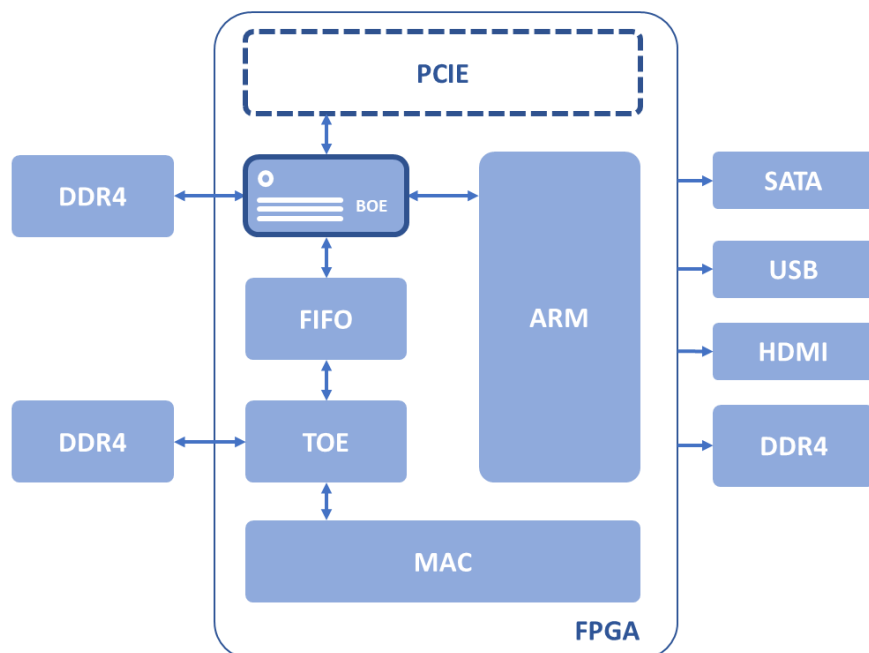 PCIE
DDR4
BOE
SATA
USB
FIFO
ARM
HDMI
DDR4
TOE
DDR4
MAC
FPGA